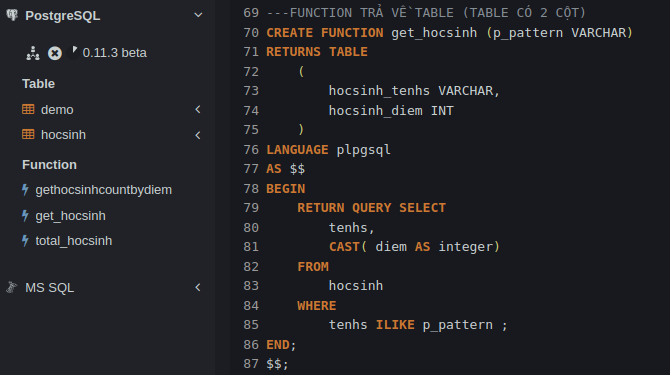 PostgreSQL
0.11.3 beta
Table
demo
hocsinh
Function
gethocsinhcountbydiem
get_hocsinh
total_hocsinh
MS SQL
69 ---FUNCTION TRẢ VỀ TABLE (TABLE CÓ 2 CỘT)
70 CREATE FUNCTION get_hocsinh (p_pattern VARCHAR)
71 RETURNS TABLE
72     (
73         hocsinh_tenhs VARCHAR,
74         hocsinh_diem INT
75     )
76 LANGUAGE plpgsql
77 AS $$
78 BEGIN
79     RETURN QUERY SELECT
80         tenhs,
81         CAST( diem AS integer)
82     FROM
83         hocsinh
84     WHERE
85         tenhs ILIKE p_pattern ;
86 END;
87 $$;